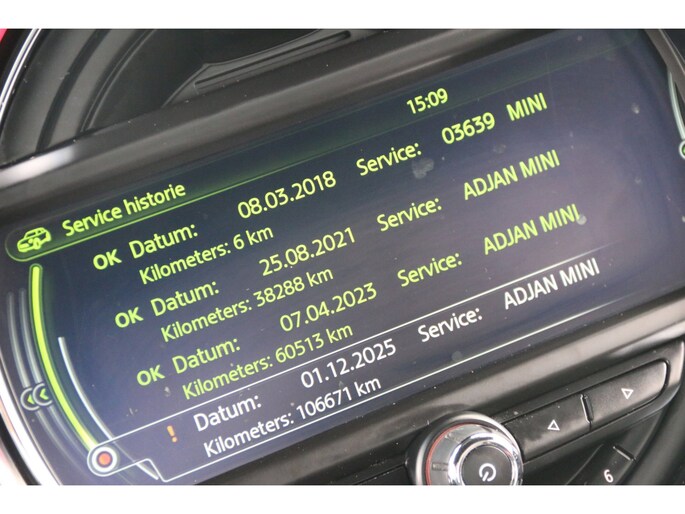 15:09
Service historie
OK Datum: 08.03.2018 Service: 03639 MINI
Kilometers: 6 km
OK Datum: 25.08.2021 Service: ADJAN MINI
Kilometers: 38288 km
OK Datum: 07.04.2023 Service: ADJAN MINI
Kilometers: 60513 km
! Datum: 01.12.2025 Service: ADJAN MINI
Kilometers: 106671 km
6